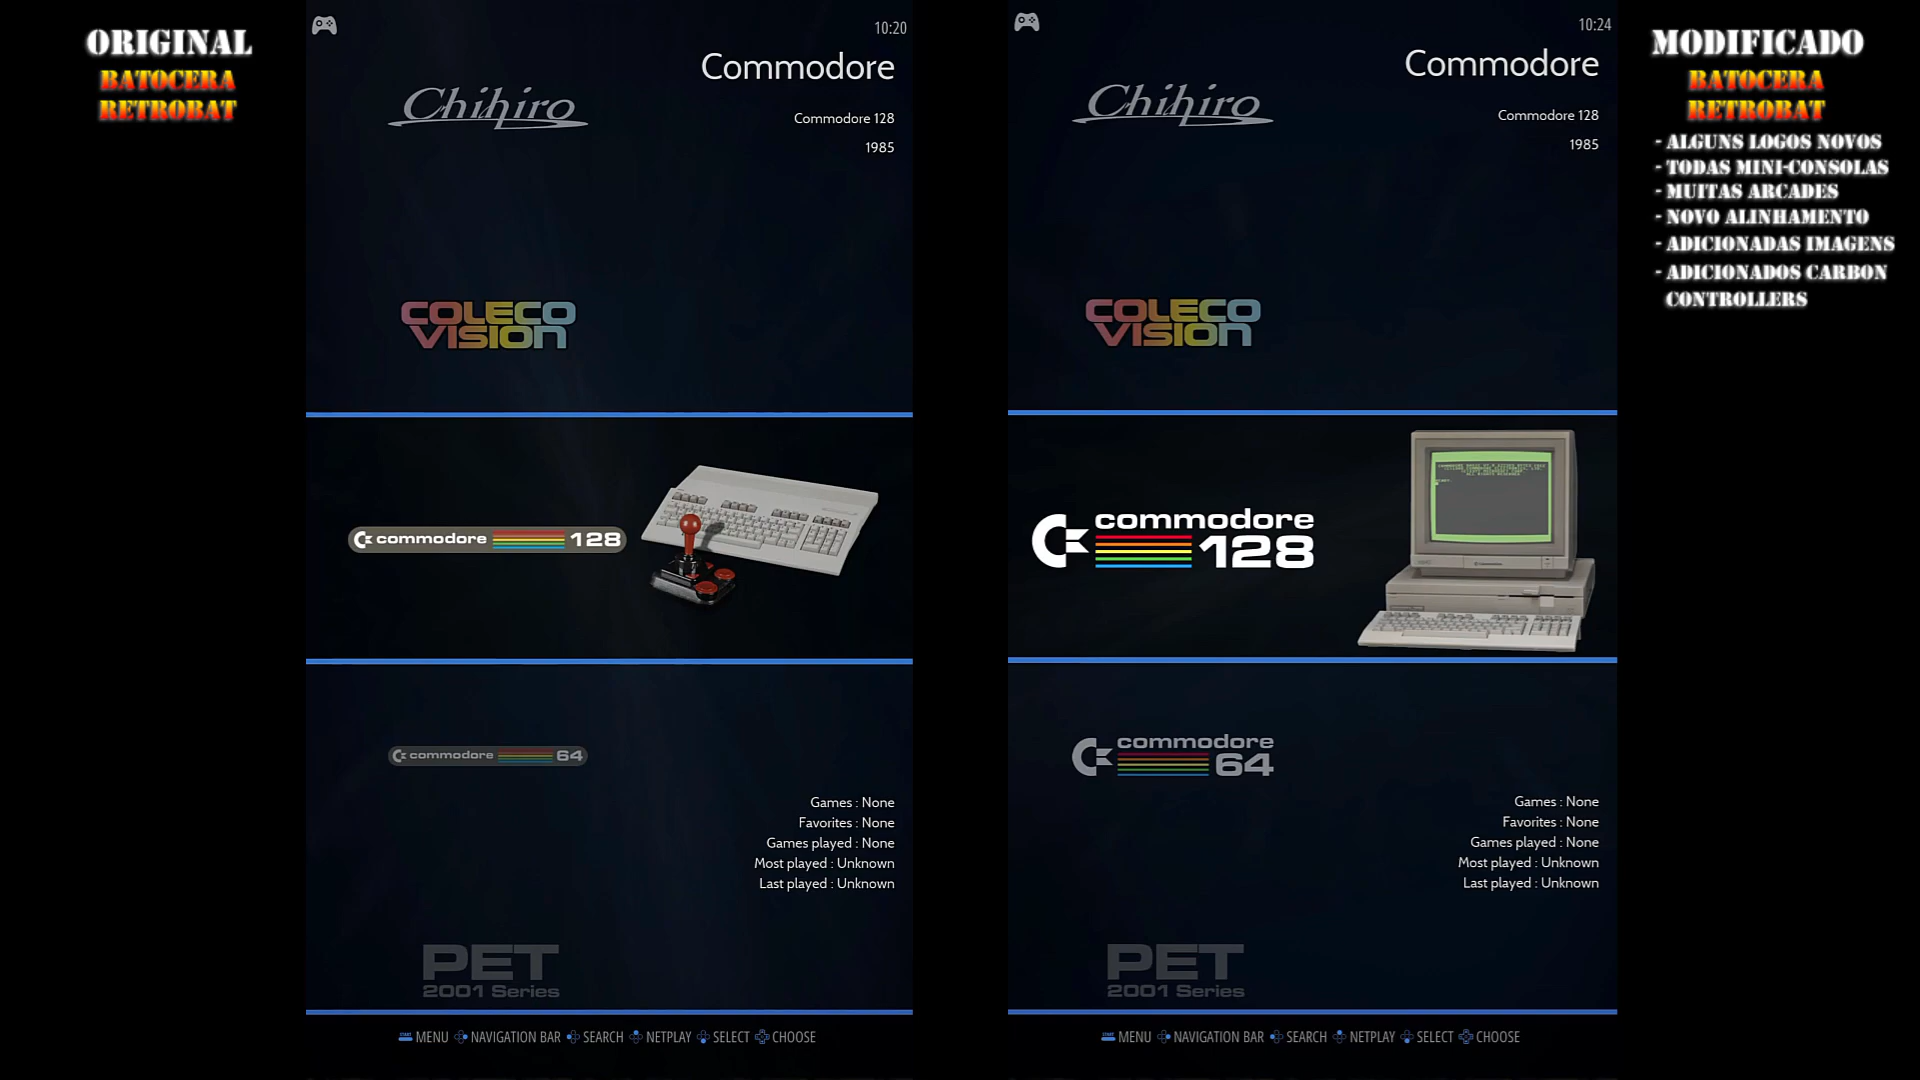 ORIGINAL
BATOCERA
RETROBAT
10:20
Commodore
Chihiro
Commodore 128
1985
COLECO
VISION
commodore 128
commodore 64
Games : None
Favorites : None
Games played : None
Most played : Unknown
Last played : Unknown
PET
2001 Series
START MENU NAVIGATION BAR SEARCH NETPLAY SELECT CHOOSE
10:24
Commodore
Chihiro
Commodore 128
1985
COLECO
VISION
commodore
128
commodore
64
Games : None
Favorites : None
Games played : None
Most played : Unknown
Last played : Unknown
PET
2001 Series
START MENU NAVIGATION BAR SEARCH NETPLAY SELECT CHOOSE
MODIFICADO
BATOCERA
RETROBAT
- ALGUNS LOGOS NOVOS
- TODAS MINI-CONSOLAS
- MUITAS ARCADES
- NOVO ALINHAMENTO
- ADICIONADAS IMAGENS
- ADICIONADOS CARBON
CONTROLLERS